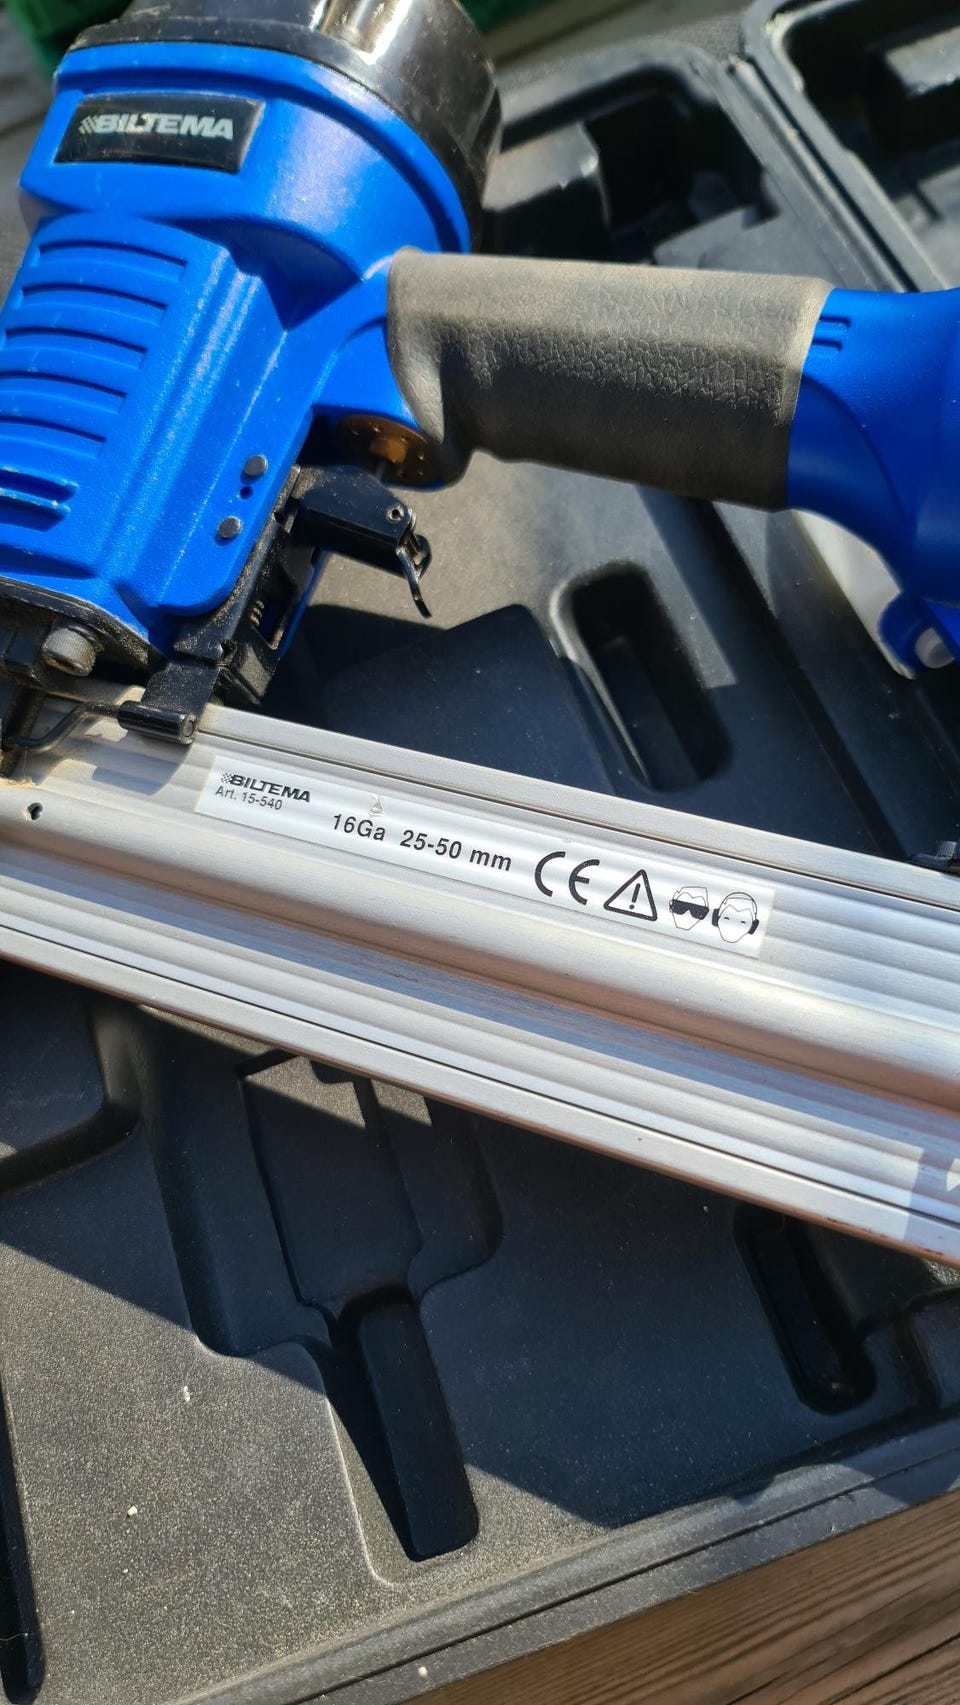 BILTEMA
BILTEMA
Art. 15-540
16Ga 25-50 mm
CE